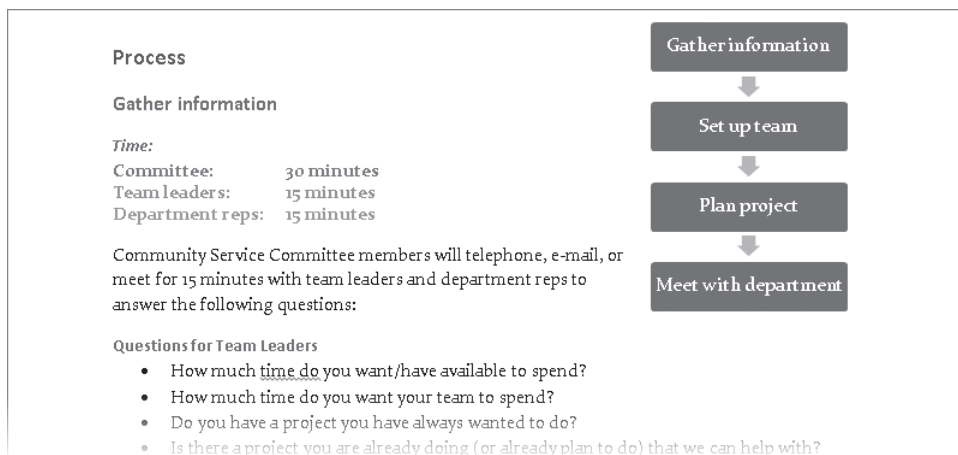 Process
Gather information
Time:
Committee: 30 minutes
Team leaders: 15 minutes
Department reps: 15 minutes
Community Service Committee members will telephone, e-mail, or
meet for 15 minutes with team leaders and department reps to
answer the following questions:
Questions for Team Leaders
• How much time do you want/have available to spend?
• How much time do you want your team to spend?
• Do you have a project you have always wanted to do?
• Is there a project you are already doing (or already plan to do) that we can help with?
Gather information
Set up team
Plan project
Meet with department